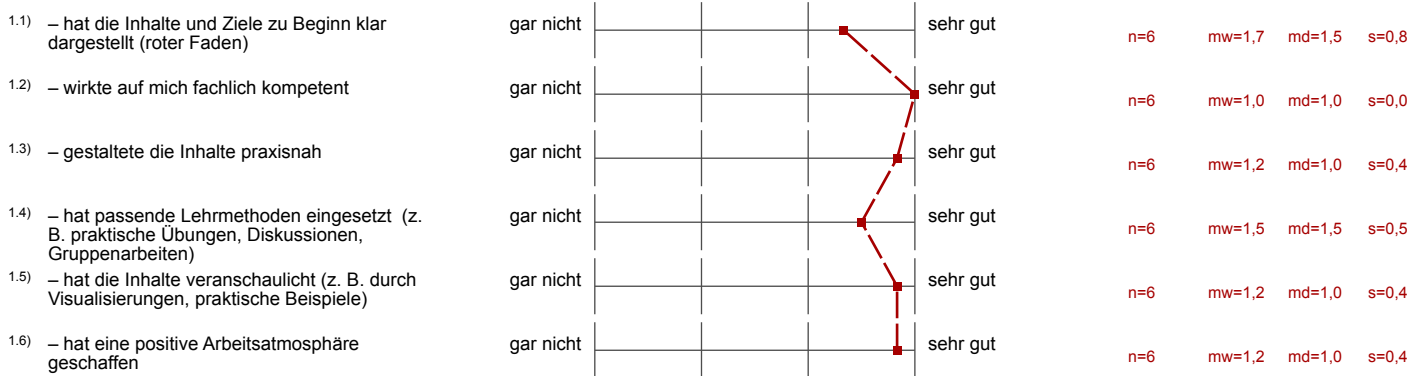 1.1) – hat die Inhalte und Ziele zu Beginn klar
dargestellt (roter Faden)
gar nicht sehr gut n=6 mw=1,7 md=1,5 s=0,8
1.2) – wirkte auf mich fachlich kompetent
gar nicht sehr gut n=6 mw=1,0 md=1,0 s=0,0
1.3) – gestaltete die Inhalte praxisnah
gar nicht sehr gut n=6 mw=1,2 md=1,0 s=0,4
1.4) – hat passende Lehrmethoden eingesetzt (z.
B. praktische Übungen, Diskussionen,
Gruppenarbeiten)
gar nicht sehr gut n=6 mw=1,5 md=1,5 s=0,5
1.5) – hat die Inhalte veranschaulicht (z. B. durch
Visualisierungen, praktische Beispiele)
gar nicht sehr gut n=6 mw=1,2 md=1,0 s=0,4
1.6) – hat eine positive Arbeitsatmosphäre
geschaffen
gar nicht sehr gut n=6 mw=1,2 md=1,0 s=0,4